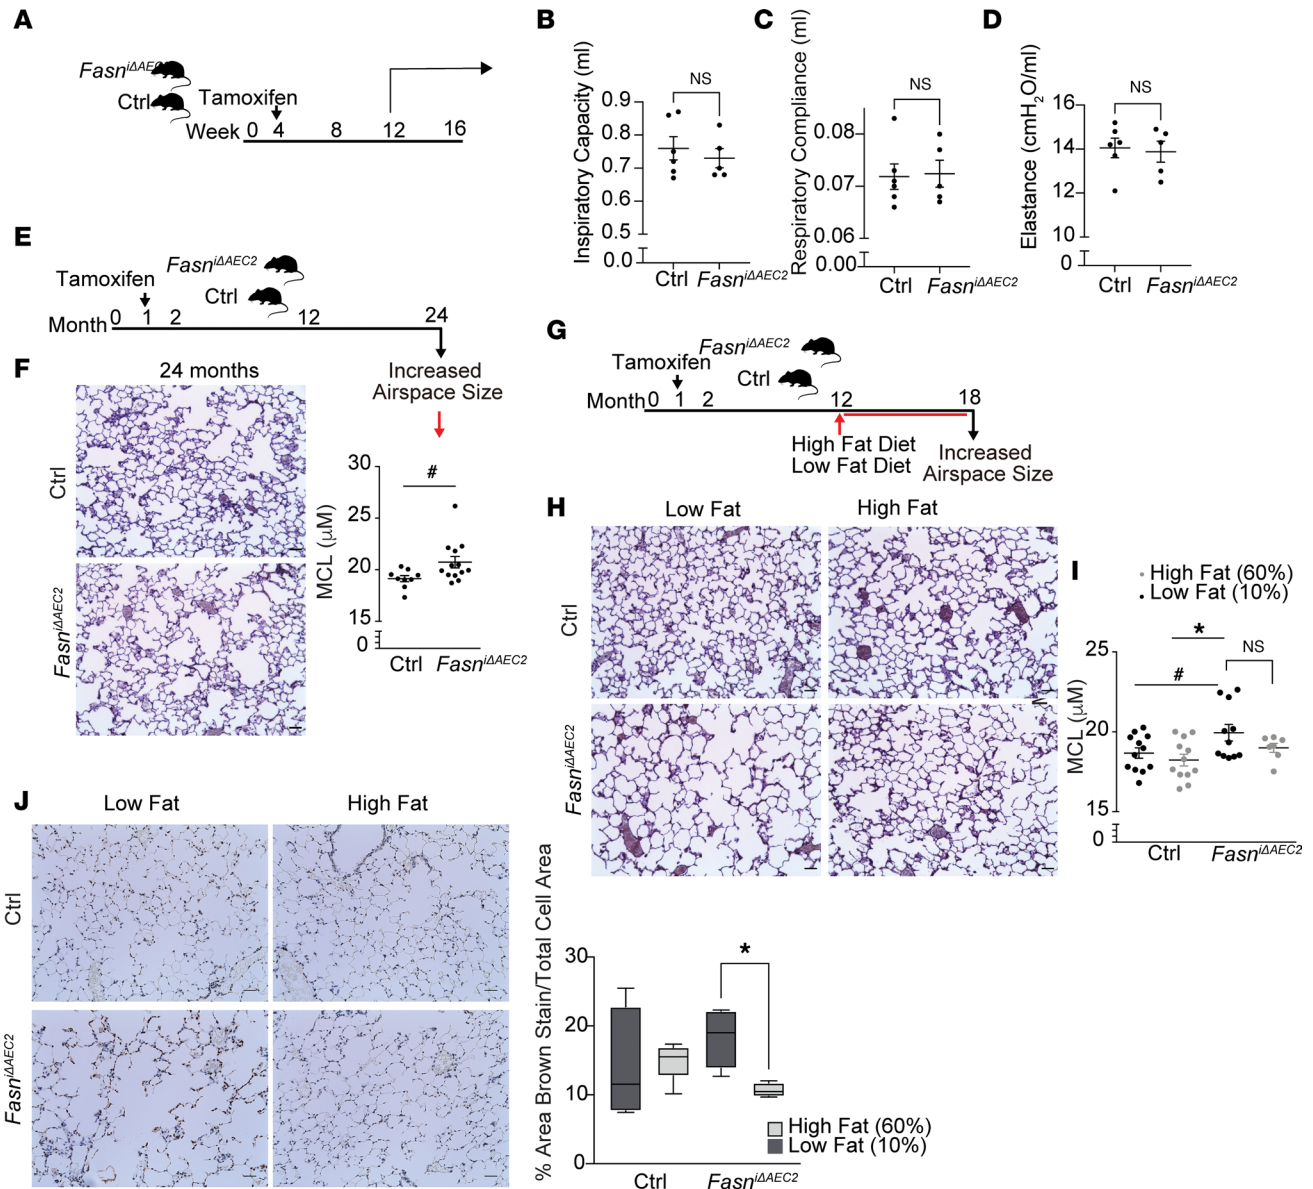 A
Fasn^iΔAEC2
Ctrl
Tamoxifen
Week 0 4 8 12 16
B
Inspiratory Capacity (ml)
NS
0.9
0.8
0.7
0.6
0.5
0.0
Ctrl Fasn^iΔAEC2
C
Respiratory Compliance (ml)
NS
0.08
0.07
0.06
0.00
Ctrl Fasn^iΔAEC2
D
Elastance (cmH2O/ml)
NS
16
14
12
10
0
Ctrl Fasn^iΔAEC2
E
Fasn^iΔAEC2
Tamoxifen
Ctrl
Month 0 1 2 12 24
Increased
Airspace Size
F
24 months
Ctrl
Fasn^iΔAEC2
MCL (μM)
#
30
25
20
15
0
Ctrl Fasn^iΔAEC2
G
Fasn^iΔAEC2
Tamoxifen
Ctrl
Month 0 1 2 12 18
High Fat Diet
Low Fat Diet
Increased
Airspace Size
H
Low Fat High Fat
Ctrl
Fasn^iΔAEC2
I
High Fat (60%)
Low Fat (10%)
*
NS
#
MCL (μM)
25
20
15
0
Ctrl Fasn^iΔAEC2
J
Low Fat High Fat
Ctrl
Fasn^iΔAEC2
% Area Brown Stain/Total Cell Area
*
30
20
10
0
High Fat (60%)
Low Fat (10%)
Ctrl Fasn^iΔAEC2